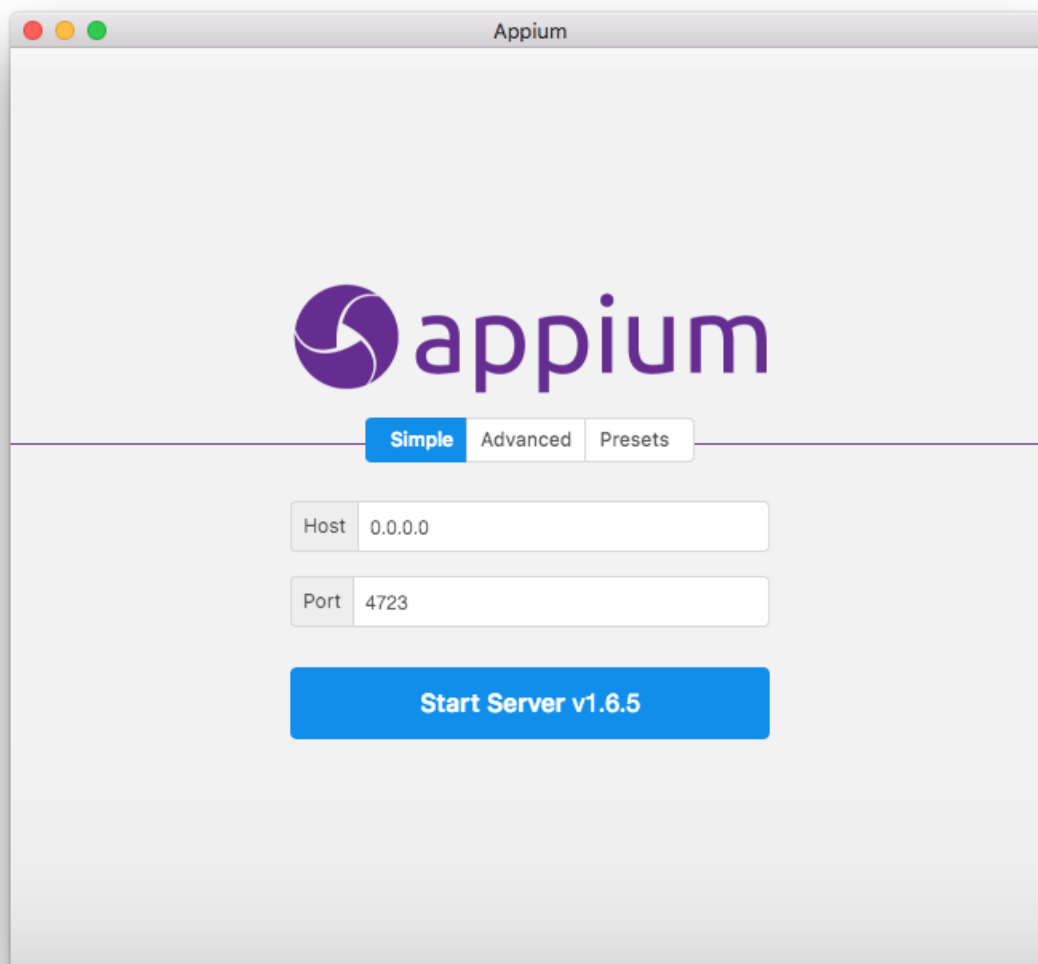 Appium
appium
Simple Advanced Presets
Host 0.0.0.0
Port 4723
Start Server v1.6.5